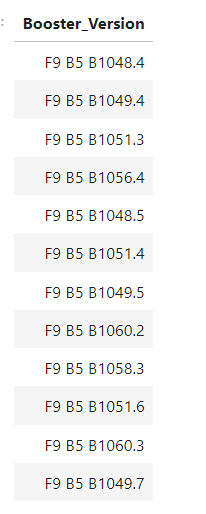 :
Booster_Version
F9 B5 B1048.4
F9 B5 B1049.4
F9 B5 B1051.3
F9 B5 B1056.4
F9 B5 B1048.5
F9 B5 B1051.4
F9 B5 B1049.5
F9 B5 B1060.2
F9 B5 B1058.3
F9 B5 B1051.6
F9 B5 B1060.3
F9 B5 B1049.7